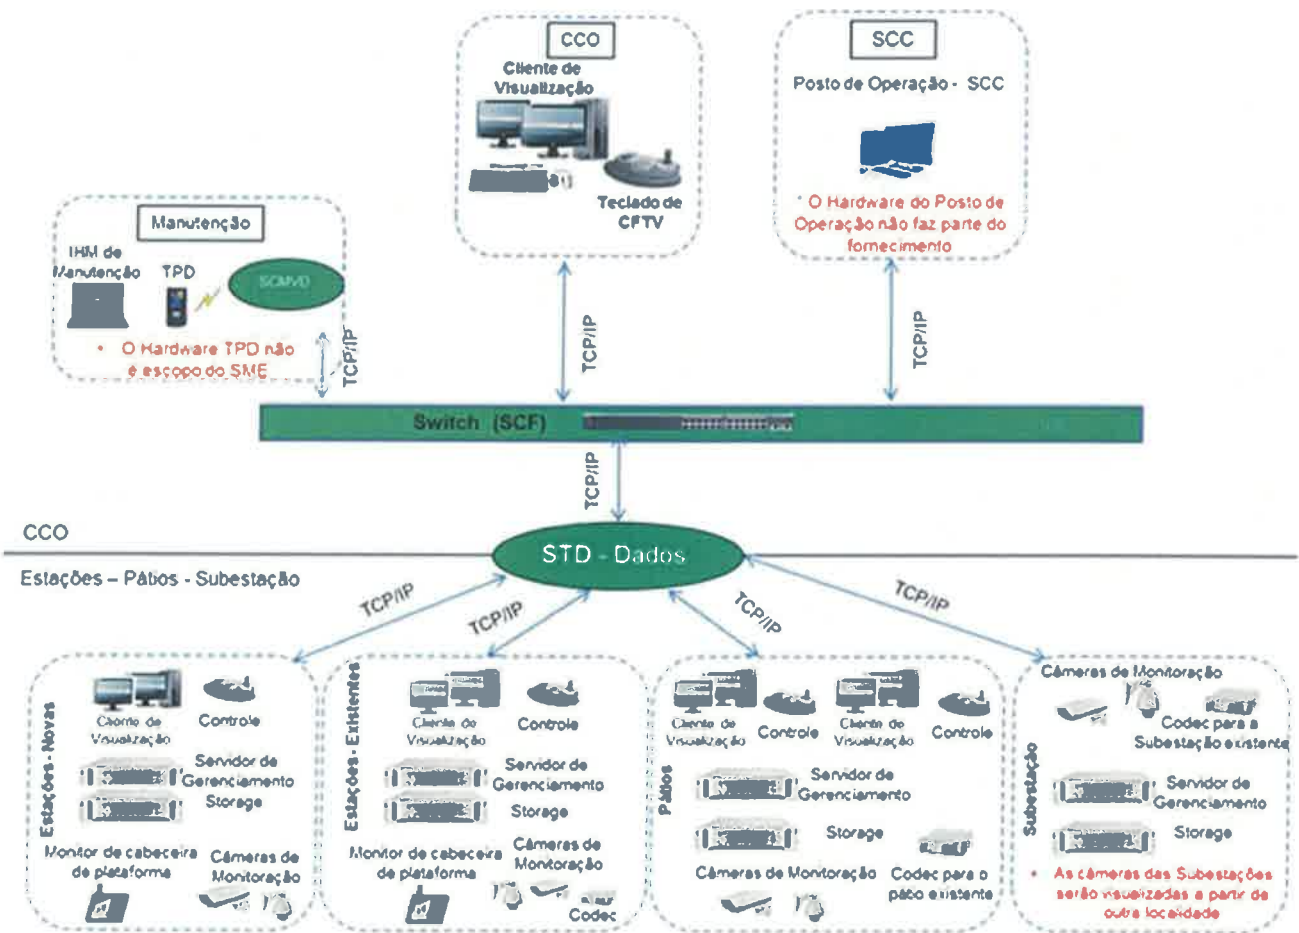 CCO
Cliente de
Visualização
Teclado de
CFTV
SCC
Posto de Operação - SCC
* O Hardware do Posto de
Operação não faz parte do
fornecimento
Manutenção
IHM de
Manutenção
TPD
SCMVD
• O Hardware TPD não
é escopo do SME
TCP/IP
TCP/IP
TCP/IP
Switch (SCF)
TCP/IP
CCO
STD - Dados
Estações – Pátios - Subestação
TCP/IP
TCP/IP
TCP/IP
TCP/IP
Estações - Novas
Cliente de
Visualização
Controle
Servidor de
Gerenciamento
Storage
Monitor de cabeceira
de plataforma
Câmeras de
Monitoração
Estações - Existentes
Cliente de
Visualização
Controle
Servidor de
Gerenciamento
Storage
Monitor de cabeceira
de plataforma
Câmeras de
Monitoração
Codec
Pátios
Cliente de
Visualização
Controle
Cliente de
Visualização
Controle
Servidor de
Gerenciamento
Storage
Câmeras de Monitoração
Codec para o
pátio existente
Subestação
Câmeras de Monitoração
Codec para a
Subestação existente
Servidor de
Gerenciamento
Storage
• As câmeras das Subestações
serão visualizadas a partir de
outra localidade